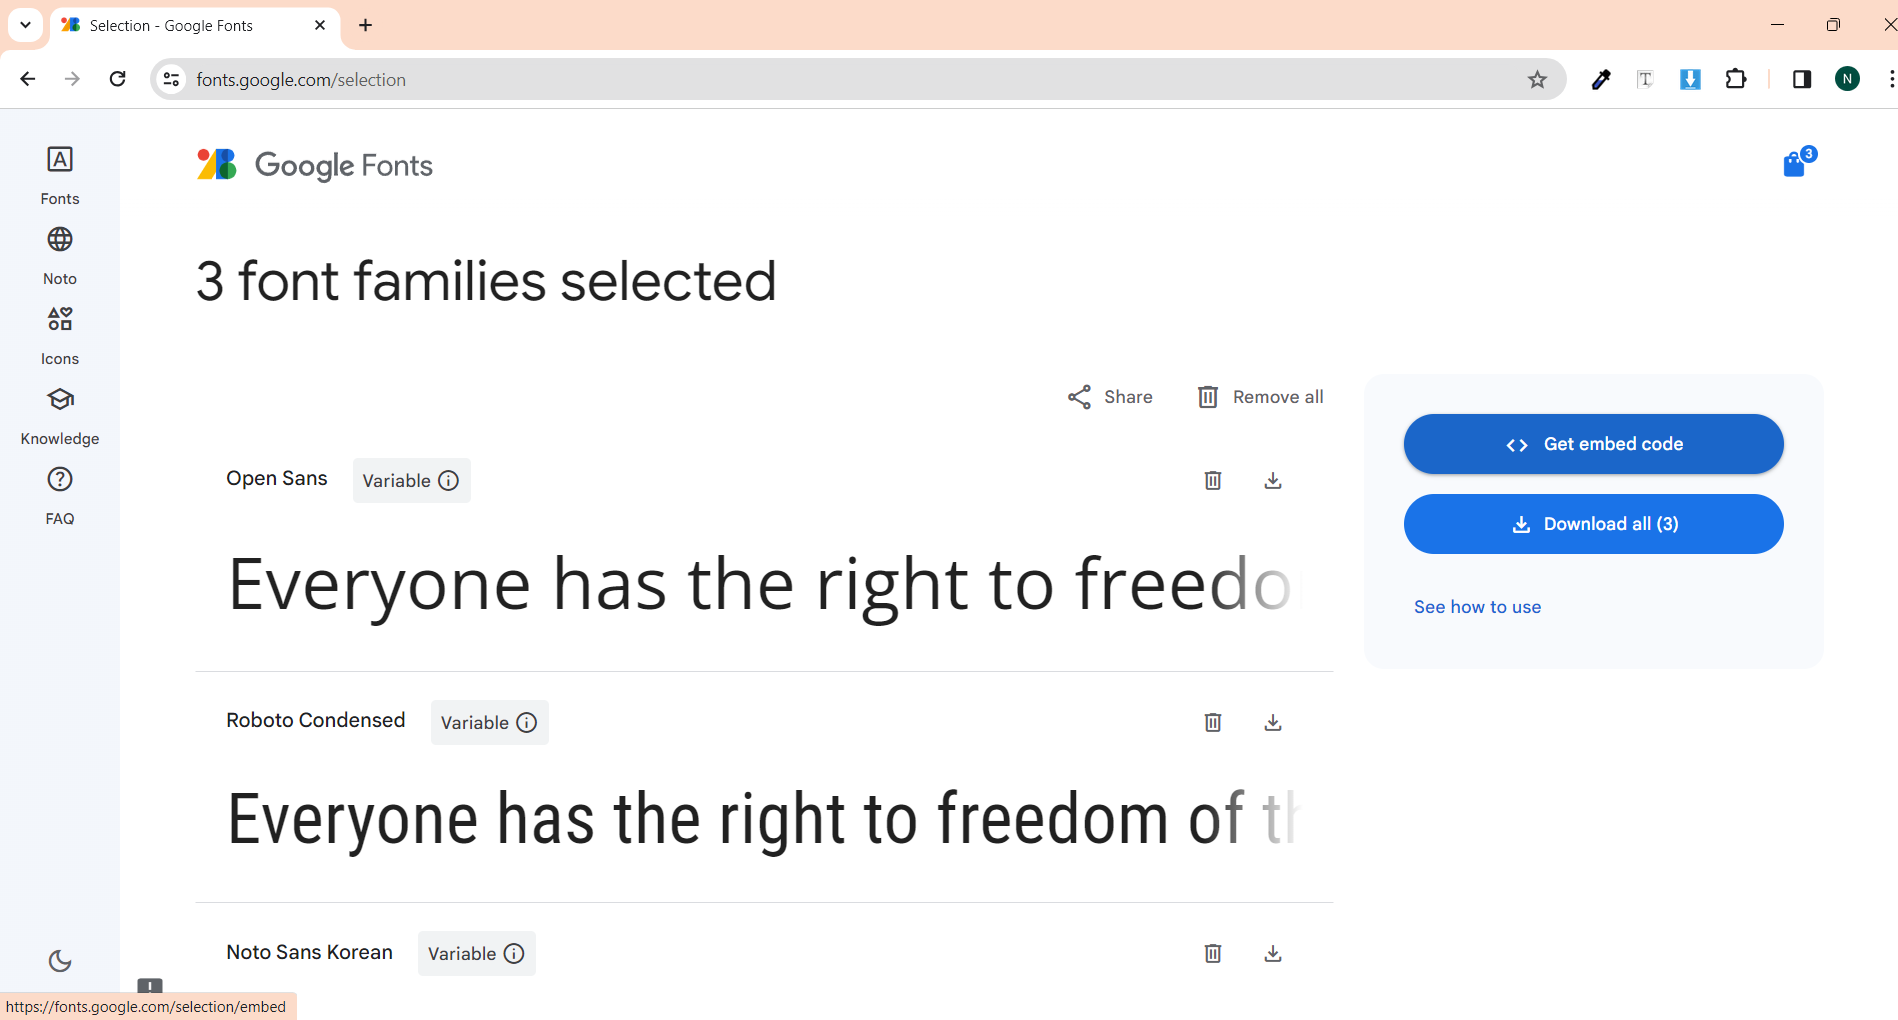 Selection - Google Fonts
fonts.google.com/selection
N
Fonts
Noto
Icons
Knowledge
FAQ
Google Fonts
3
3 font families selected
Share
Remove all
Get embed code
Download all (3)
See how to use
Open Sans
Variable
Everyone has the right to freedo
Roboto Condensed
Variable
Everyone has the right to freedom of th
Noto Sans Korean
Variable
https://fonts.google.com/selection/embed